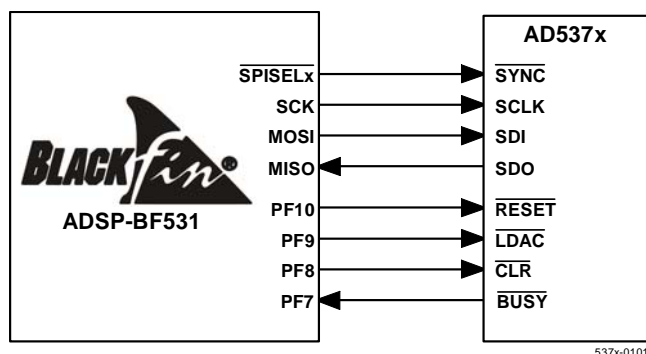 AD537x
SPISELx SYNC
SCK SCLK
MOSI SDI
MISO SDO
BLACKfin®
ADSP-BF531
PF10 RESET
PF9 LDAC
PF8 CLR
PF7 BUSY
537x-0101